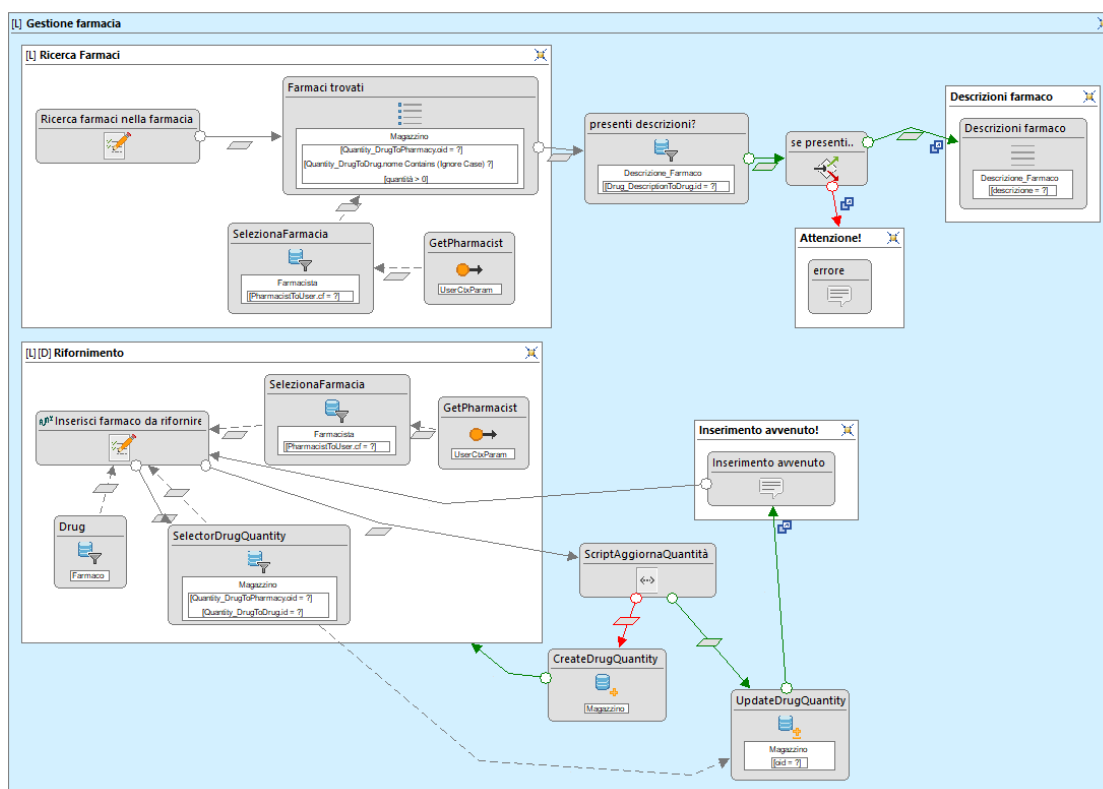 [L] Gestione farmacia
[L] Ricerca Farmaci
Ricerca farmaci nella farmacia
Farmaci trovati
Magazzino
[Quantity_DrugToPharmacy.oid = ?]
[Quantity_DrugToDrug.nome Contains (Ignore Case) ?]
[quantità > 0]
SelezionaFarmacia
Farmacista
[PharmacistToUser.cf = ?]
GetPharmacist
UserCtxParam
presenti descrizioni?
Descrizione_Farmaco
[Drug_DescriptionToDrug.id = ?]
se presenti..
Descrizioni farmaco
Descrizioni farmaco
Descrizione_Farmaco
[descrizione = ?]
Attenzione!
errore
[L] [D] Rifornimento
Inserisci farmaco da rifornire
SelezionaFarmacia
Farmacista
[PharmacistToUser.cf = ?]
GetPharmacist
UserCtxParam
Drug
Farmaco
SelectorDrugQuantity
Magazzino
[Quantity_DrugToPharmacy.oid = ?]
[Quantity_DrugToDrug.id = ?]
Inserimento avvenuto!
Inserimento avvenuto
ScriptAggiornaQuantità
CreateDrugQuantity
Magazzino
UpdateDrugQuantity
Magazzino
[oid = ?]